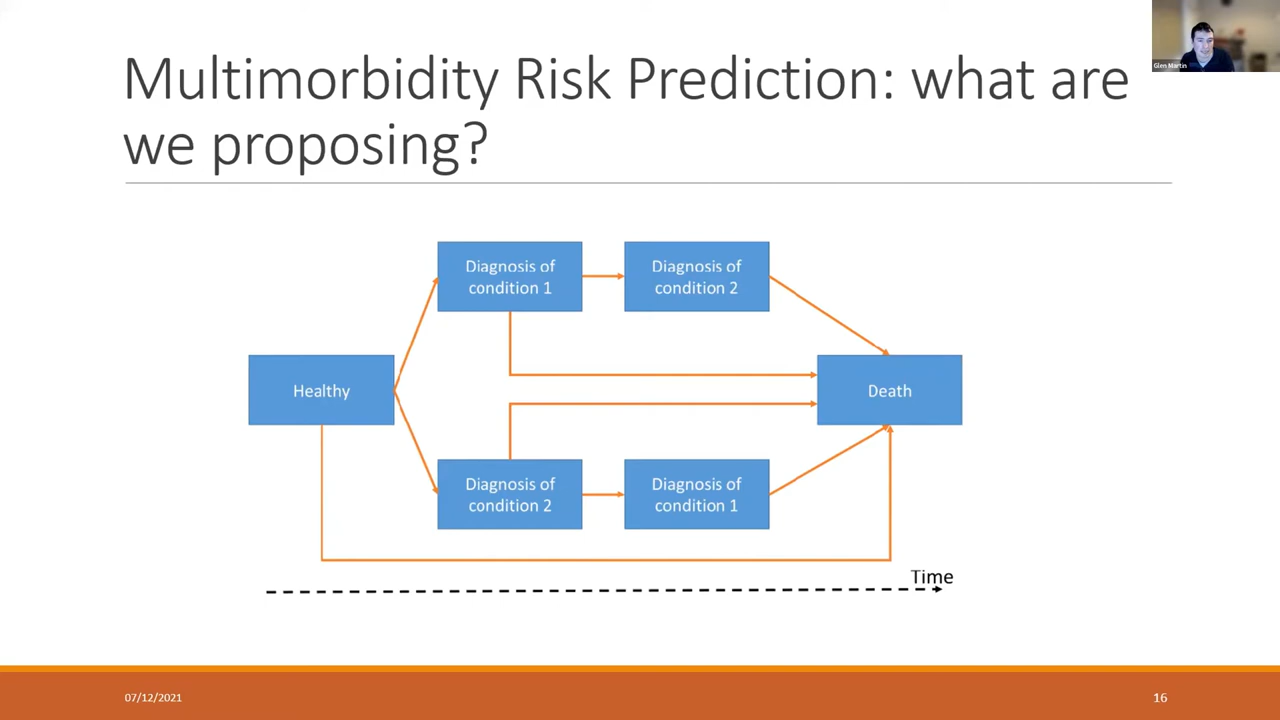 Multimorbidity Risk Prediction: what are
we proposing?
Glen Martin
Diagnosis of
condition 1
Diagnosis of
condition 2
Healthy
Death
Diagnosis of
condition 2
Diagnosis of
condition 1
Time
07/12/2021
16